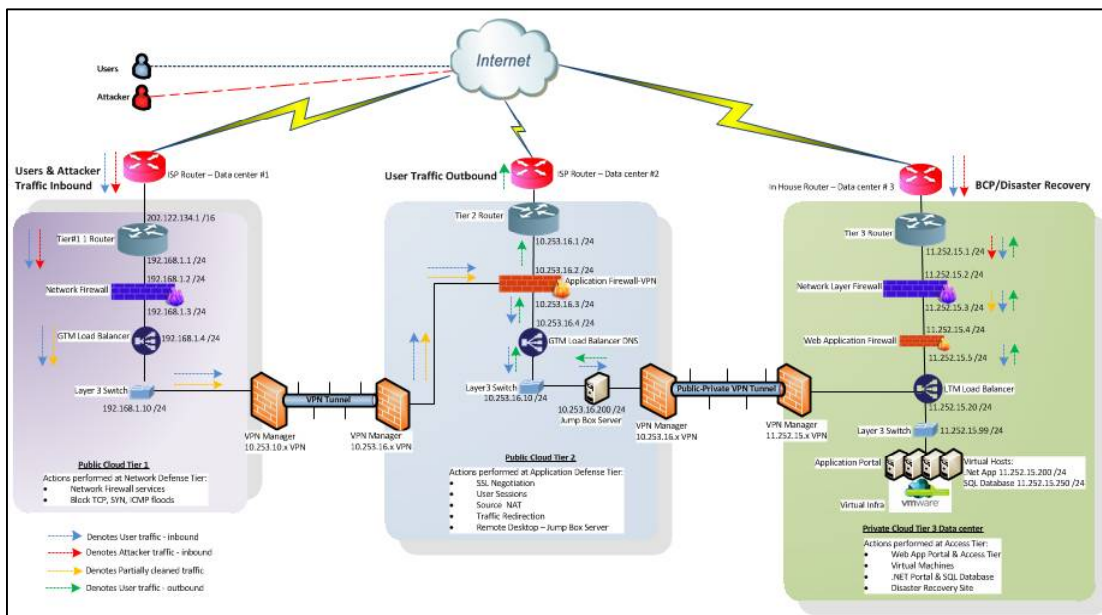 Internet
Users
Attacker
Users & Attacker
Traffic Inbound
ISP Router – Data center #1
202.122.134.1 /16
Tier#1 1 Router
192.168.1.1 /24
192.168.1.2 /24
Network Firewall
192.168.1.3 /24
GTM Load Balancer
192.168.1.4 /24
Layer 3 Switch
192.168.1.10 /24
VPN Manager
10.253.10.x VPN
VPN Tunnel
VPN Manager
10.253.16.x VPN
Public Cloud Tier 1
Actions performed at Network Defense Tier:
• Network Firewall services
• Block TCP, SYN, ICMP floods
Denotes User traffic - inbound
Denotes Attacker traffic - inbound
Denotes Partially cleaned traffic
Denotes User traffic - outbound
User Traffic Outbound
ISP Router – Data center #2
Tier 2 Router
10.253.16.1 /24
10.253.16.2 /24
Application Firewall-VPN
10.253.16.3 /24
10.253.16.4 /24
GTM Load Balancer DNS
Layer3 Switch
10.253.16.10 /24
10.253.16.200 /24
Jump Box Server
VPN Manager
10.253.16.x VPN
Public-Private VPN Tunnel
VPN Manager
11.252.15.x VPN
Public Cloud Tier 2
Actions performed at Application Defense Tier:
• SSL Negotiation
• User Sessions
• Source NAT
• Traffic Redirection
• Remote Desktop – Jump Box Server
In House Router – Data center # 3
BCP/Disaster Recovery
Tier 3 Router
11.252.15.1 /24
11.252.15.2 /24
Network Layer Firewall
11.252.15.3 /24
11.252.15.4 /24
Web Application Firewall
11.252.15.5 /24
LTM Load Balancer
11.252.15.20 /24
Layer 3 Switch
11.252.15.99 /24
Application Portal
Virtual Hosts:
.Net App 11.252.15.200 /24
SQL Database 11.252.15.250 /24
Virtual Infra
vmware
Private Cloud Tier 3 Data center
Actions performed at Access Tier:
• Web App Portal & Access Tier
• Virtual Machines
• .NET Portal & SQL Database
• Disaster Recovery Site